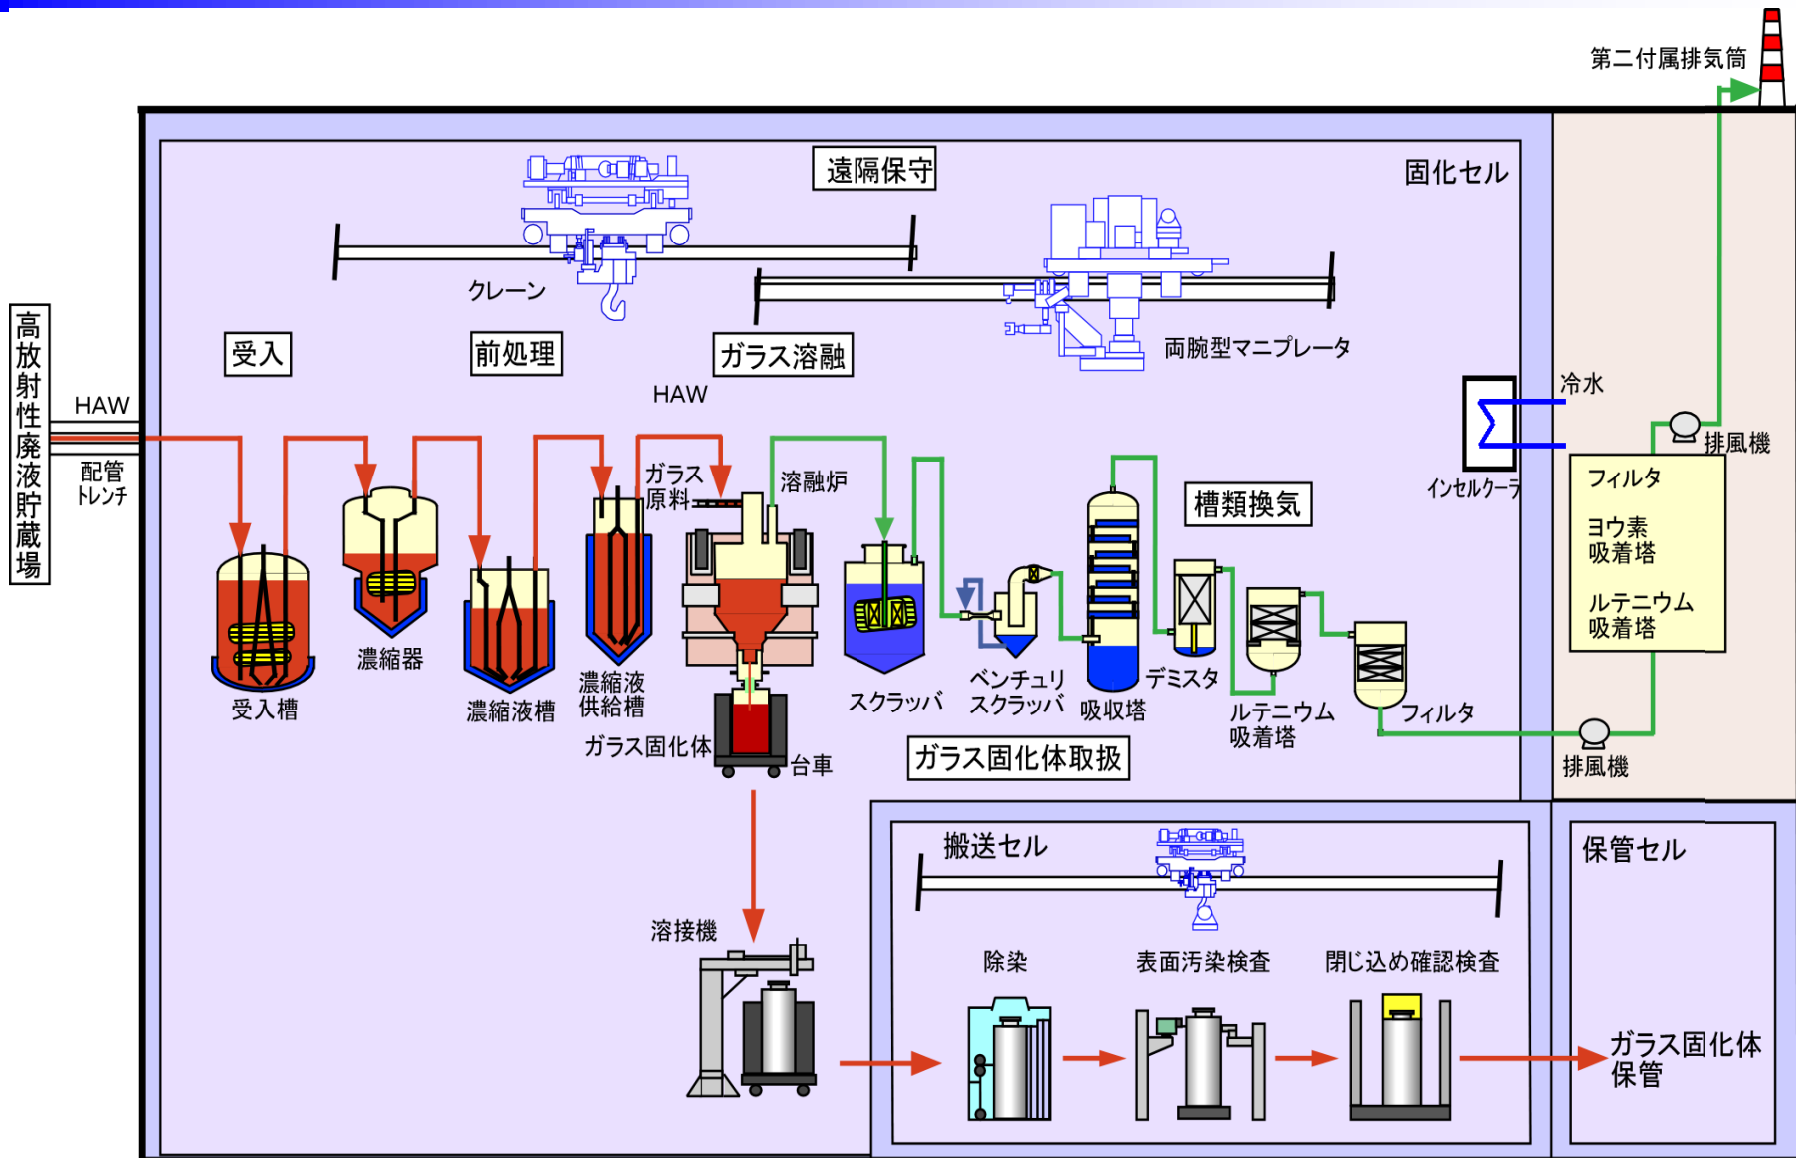 第二付属排気筒
遠隔保守
固化セル
クレーン
両腕型マニプレータ
高放射性廃液貯蔵場
HAW
配管
トレンチ
受入
前処理
ガラス溶融
HAW
ガラス
原料
溶融炉
槽類換気
冷水
インセルクーラ
排風機
フィルタ
ヨウ素
吸着塔
ルテニウム
吸着塔
受入槽
濃縮器
濃縮液槽
濃縮液
供給槽
ガラス固化体
台車
スクラッバ
ベンチュリ
スクラッバ
吸収塔
デミスタ
ルテニウム
吸着塔
フィルタ
排風機
ガラス固化体取扱
搬送セル
保管セル
溶接機
除染
表面汚染検査
閉じ込め確認検査
ガラス固化体
保管